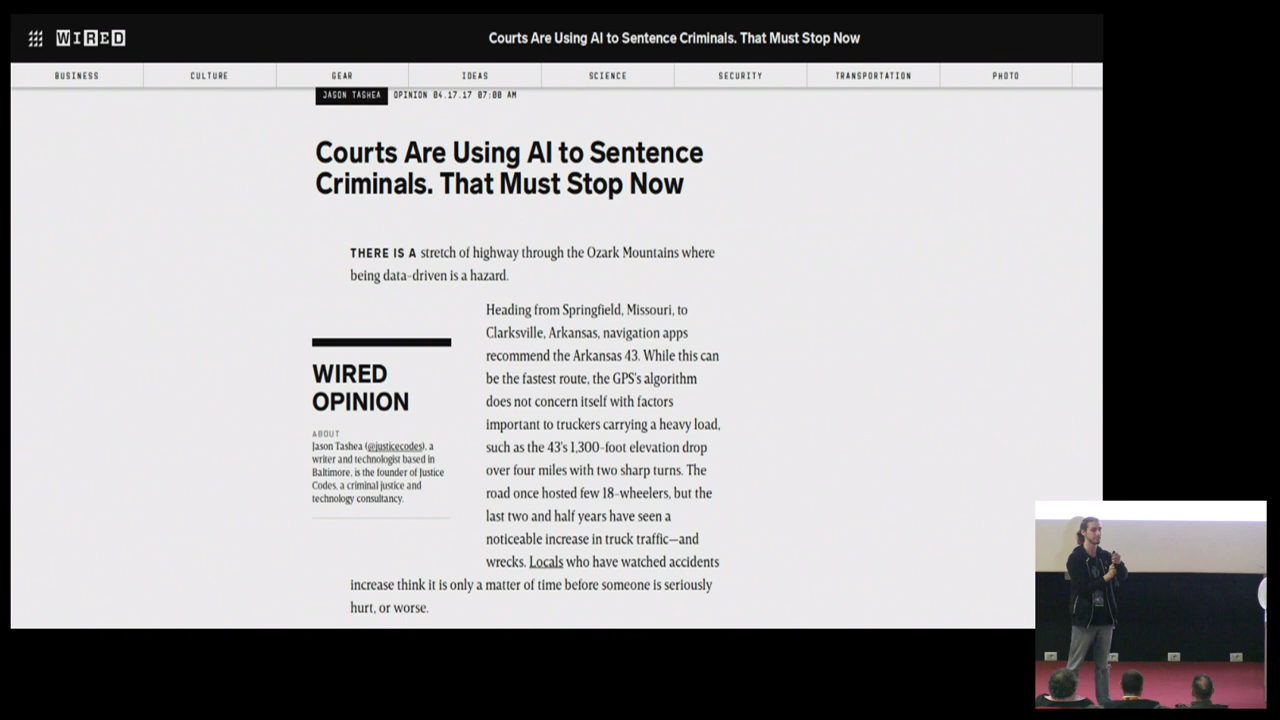 WIRED
Courts Are Using AI to Sentence Criminals. That Must Stop Now
BUSINESS
CULTURE
GEAR
IDEAS
SCIENCE
SECURITY
TRANSPORTATION
PHOTO
JASON TASHEA OPINION 04.17.17 07:00 AM
Courts Are Using AI to Sentence
Criminals. That Must Stop Now
THERE IS A stretch of highway through the Ozark Mountains where
being data-driven is a hazard.
WIRED
OPINION
ABOUT
Jason Tashea (@justicecodes), a
writer and technologist based in
Baltimore, is the founder of Justice
Codes, a criminal justice and
technology consultancy.
Heading from Springfield, Missouri, to
Clarksville, Arkansas, navigation apps
recommend the Arkansas 43. While this can
be the fastest route, the GPS's algorithm
does not concern itself with factors
important to truckers carrying a heavy load,
such as the 43's 1,300-foot elevation drop
over four miles with two sharp turns. The
road once hosted few 18-wheelers, but the
last two and half years have seen a
noticeable increase in truck traffic—and
wrecks. Locals who have watched accidents
increase think it is only a matter of time before someone is seriously
hurt, or worse.